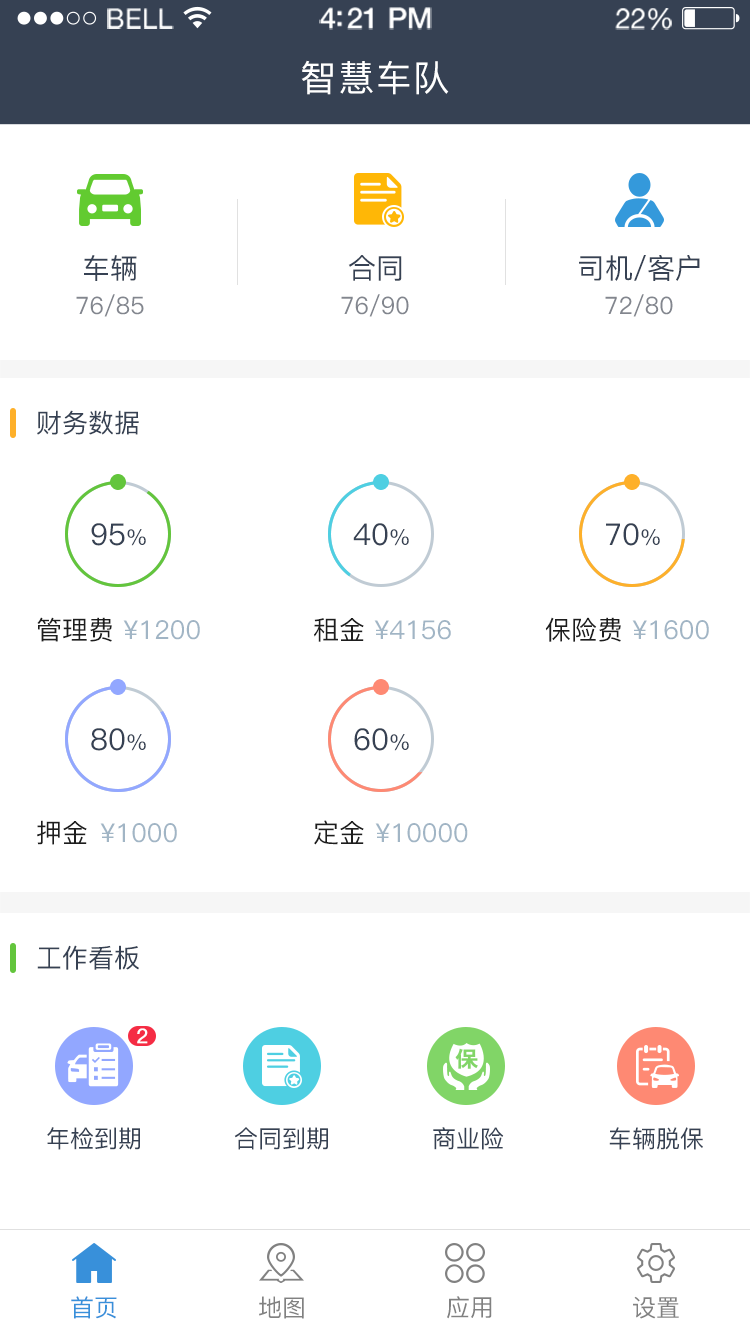 BELL 4:21 PM 22%
智慧车队
车辆 合同 司机/客户
76/85 76/90 72/80
财务数据
95% 40% 70%
管理费 ¥1200 租金 ¥4156 保险费 ¥1600
80% 60%
押金 ¥1000 定金 ¥10000
工作看板
2
保
年检到期 合同到期 商业险 车辆脱保
首页 地图 应用 设置